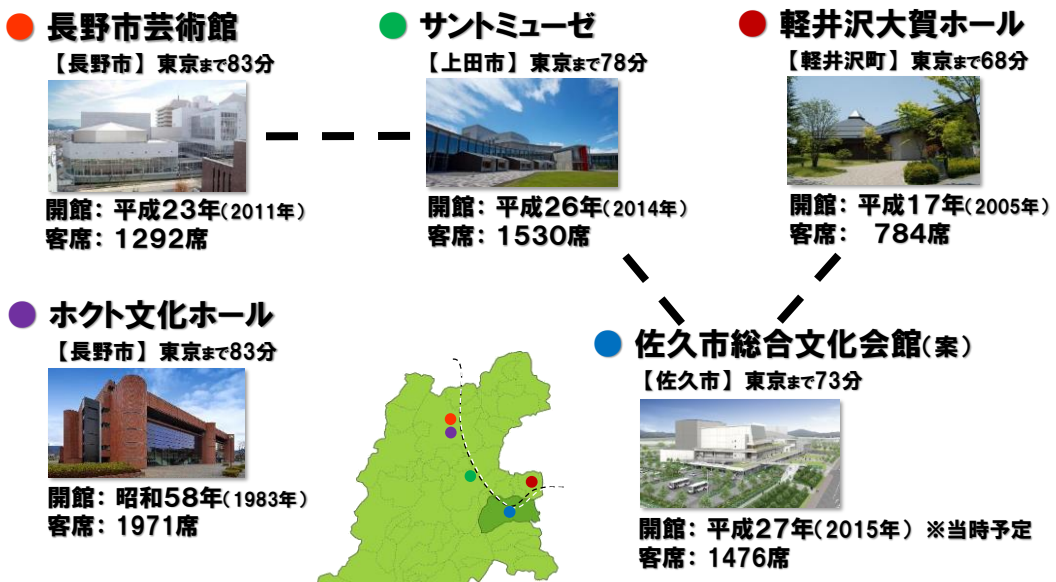 長野市芸術館
【長野市】東京まで83分
開館：平成23年(2011年)
客席：1292席
サントミューゼ
【上田市】東京まで78分
開館：平成26年(2014年)
客席：1530席
軽井沢大賀ホール
【軽井沢町】東京まで68分
開館：平成17年(2005年)
客席： 784席
ホクト文化ホール
【長野市】東京まで83分
開館：昭和58年(1983年)
客席：1971席
佐久市総合文化会館(案)
【佐久市】東京まで73分
開館：平成27年(2015年) ※当時予定
客席：1476席